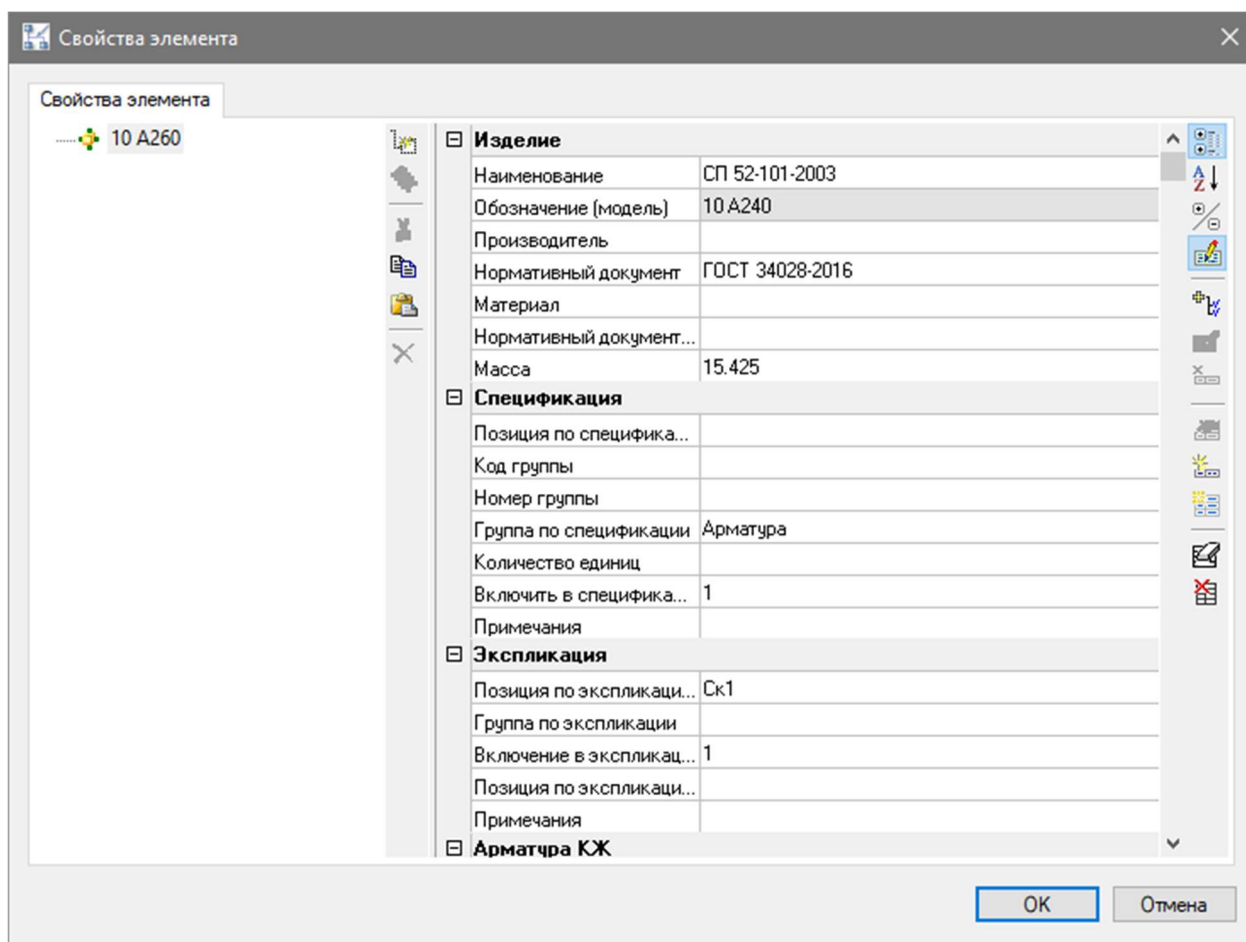 Свойства элемента
Свойства элемента
10 А260
Изделие
Наименование СП 52-101-2003
Обозначение (модель) 10 А240
Производитель
Нормативный документ ГОСТ 34028-2016
Материал
Нормативный документ...
Масса 15.425
Спецификация
Позиция по специфика...
Код группы
Номер группы
Группа по спецификации Арматура
Количество единиц
Включить в специфика... 1
Примечания
Экспликация
Позиция по экспликаци... Ск1
Группа по экспликации
Включение в экспликац... 1
Позиция по экспликаци...
Примечания
Арматура КЖ
OK Отмена